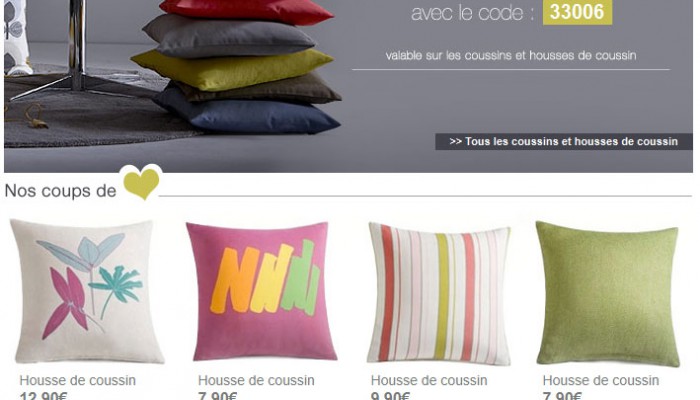 avec le code : 33006
valable sur les coussins et housses de coussin
>> Tous les coussins et housses de coussin
Nos coups de
Housse de coussin Housse de coussin Housse de coussin Housse de coussin
12,90€ 7,90€ 9,90€ 7,90€